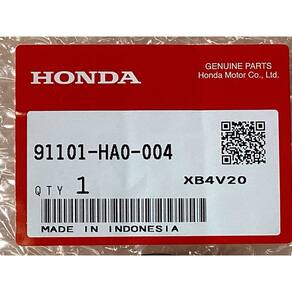 GENUINE PARTS
HONDA Honda Motor Co., Ltd.
91101-HA0-004
QTY 1 XB4V20
MADE IN INDONESIA